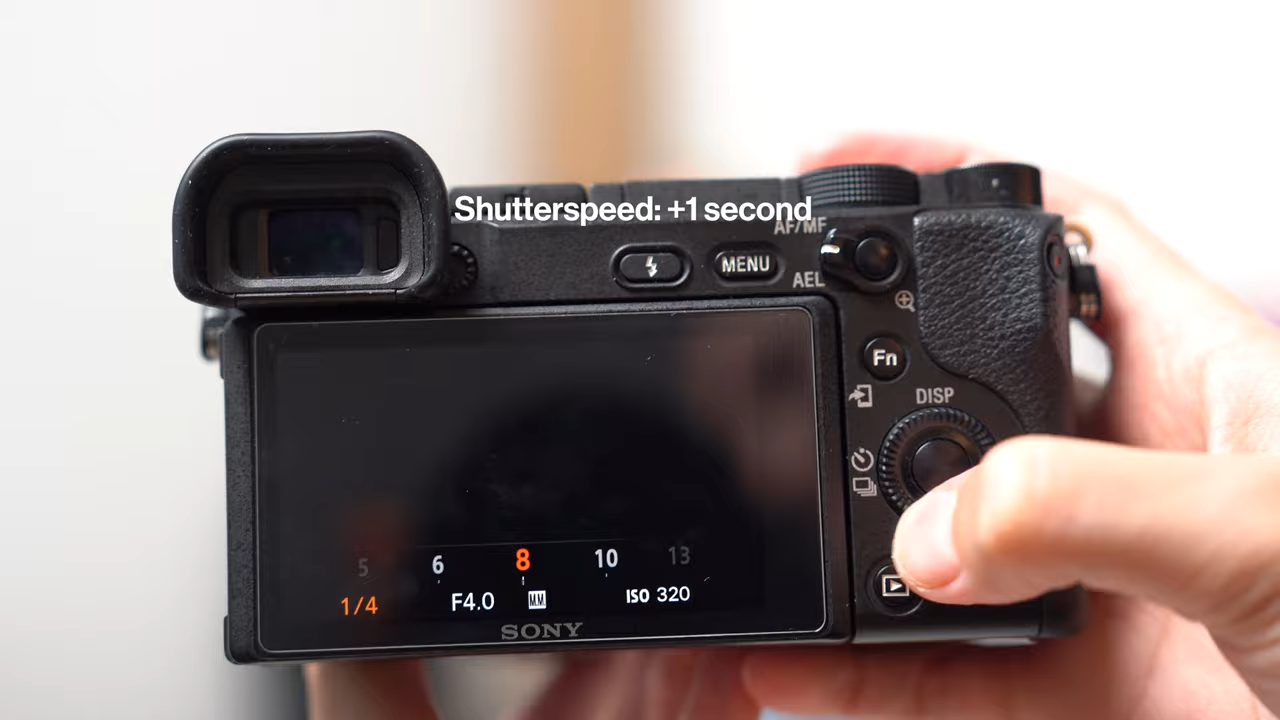 Shutterspeed: +1 second
AF/MF
MENU
AEL
Fn
DISP
5 6 8 10 13
1/4 F4.0 M.M. ISO 320
SONY